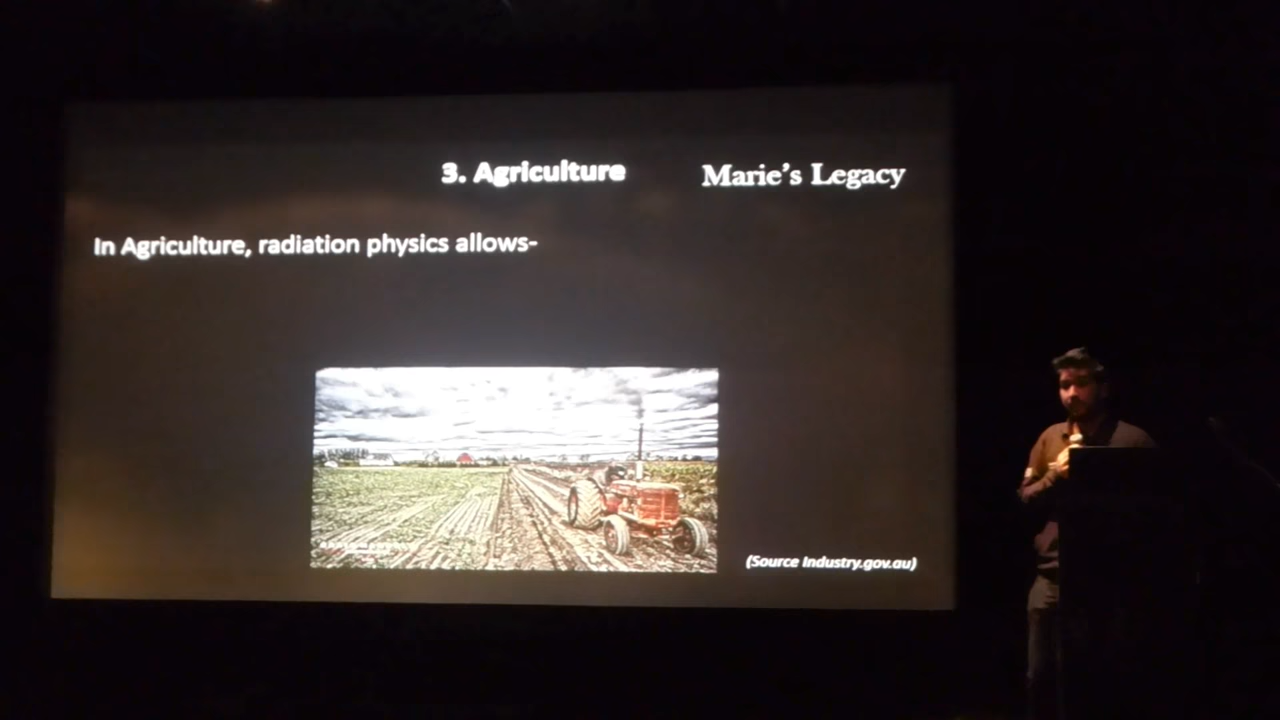 3. Agriculture
Marie's Legacy
In Agriculture, radiation physics allows-
(Source Industry.gov.au)